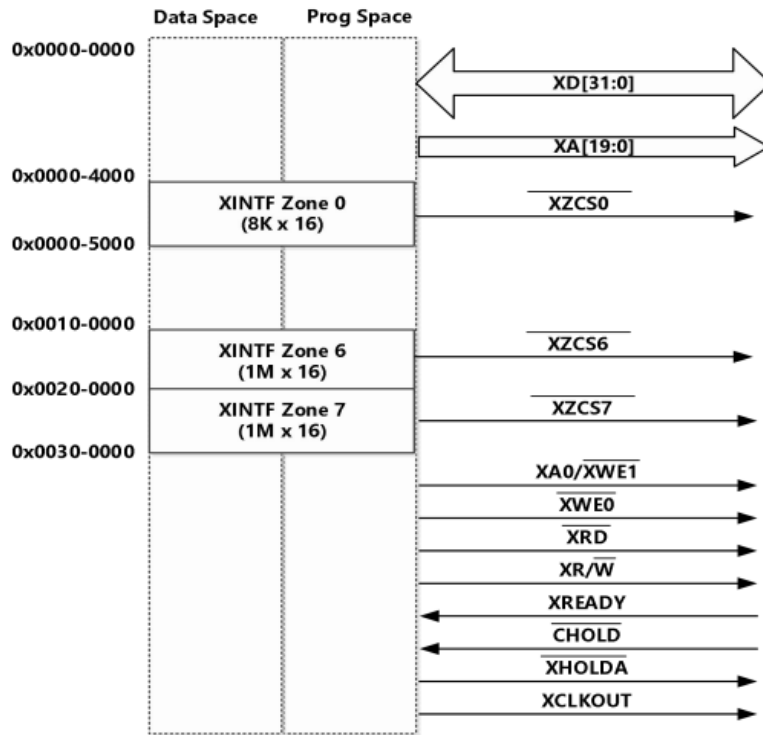 Data Space Prog Space
0x0000-0000
XD[31:0]
XA[19:0]
0x0000-4000
XINTF Zone 0
(8K x 16)
XZCS0
0x0000-5000
0x0010-0000
XINTF Zone 6
(1M x 16)
XZCS6
0x0020-0000
XINTF Zone 7
(1M x 16)
XZCS7
0x0030-0000
XA0/XWE1
XWE0
XRD
XR/W
XREADY
CHOLD
XHOLDA
XCLKOUT